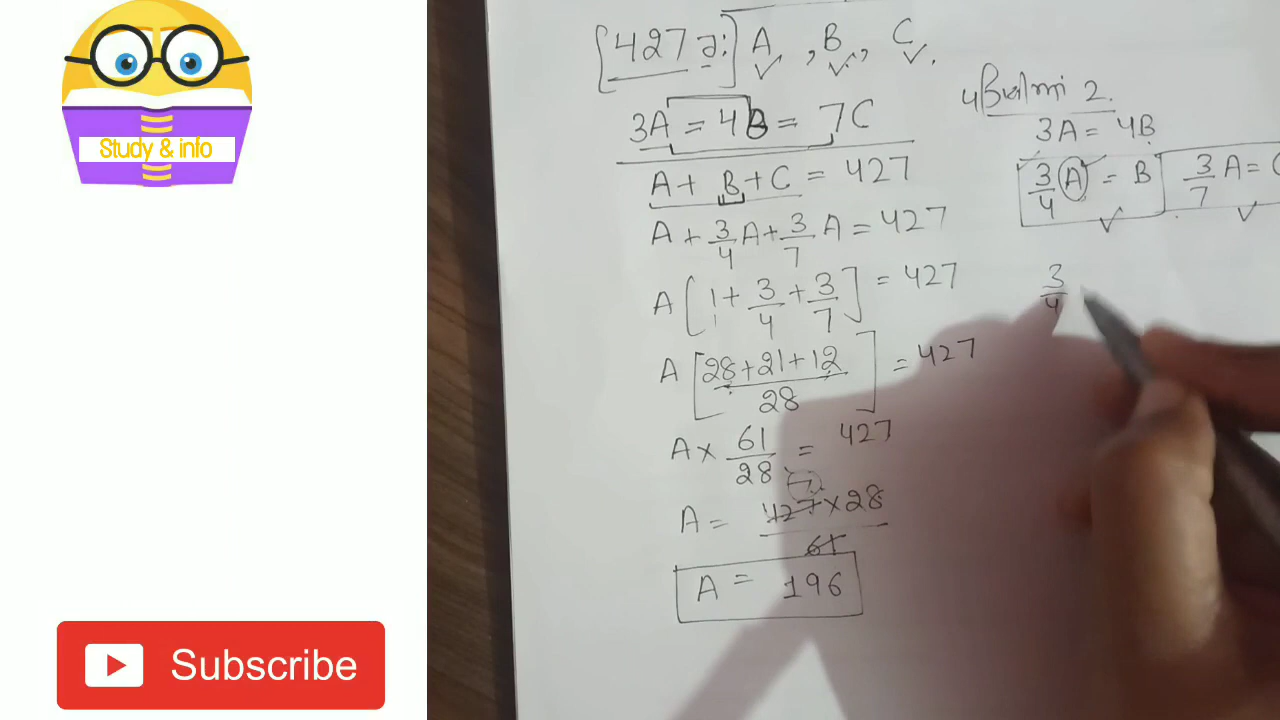 Study & info
Subscribe
[427 રૂ:] A, B, C.
3A = 4B = 7C
A + B + C = 427
A + 3/4 A + 3/7 A = 427
A [1 + 3/4 + 3/7] = 427
A [28+21+12 / 28] = 427
A × 61/28 = 427
7
A = 427×28 / 61
A = 196
2.
3A = 4B
3/4 A = B
3/7 A = C
3/4